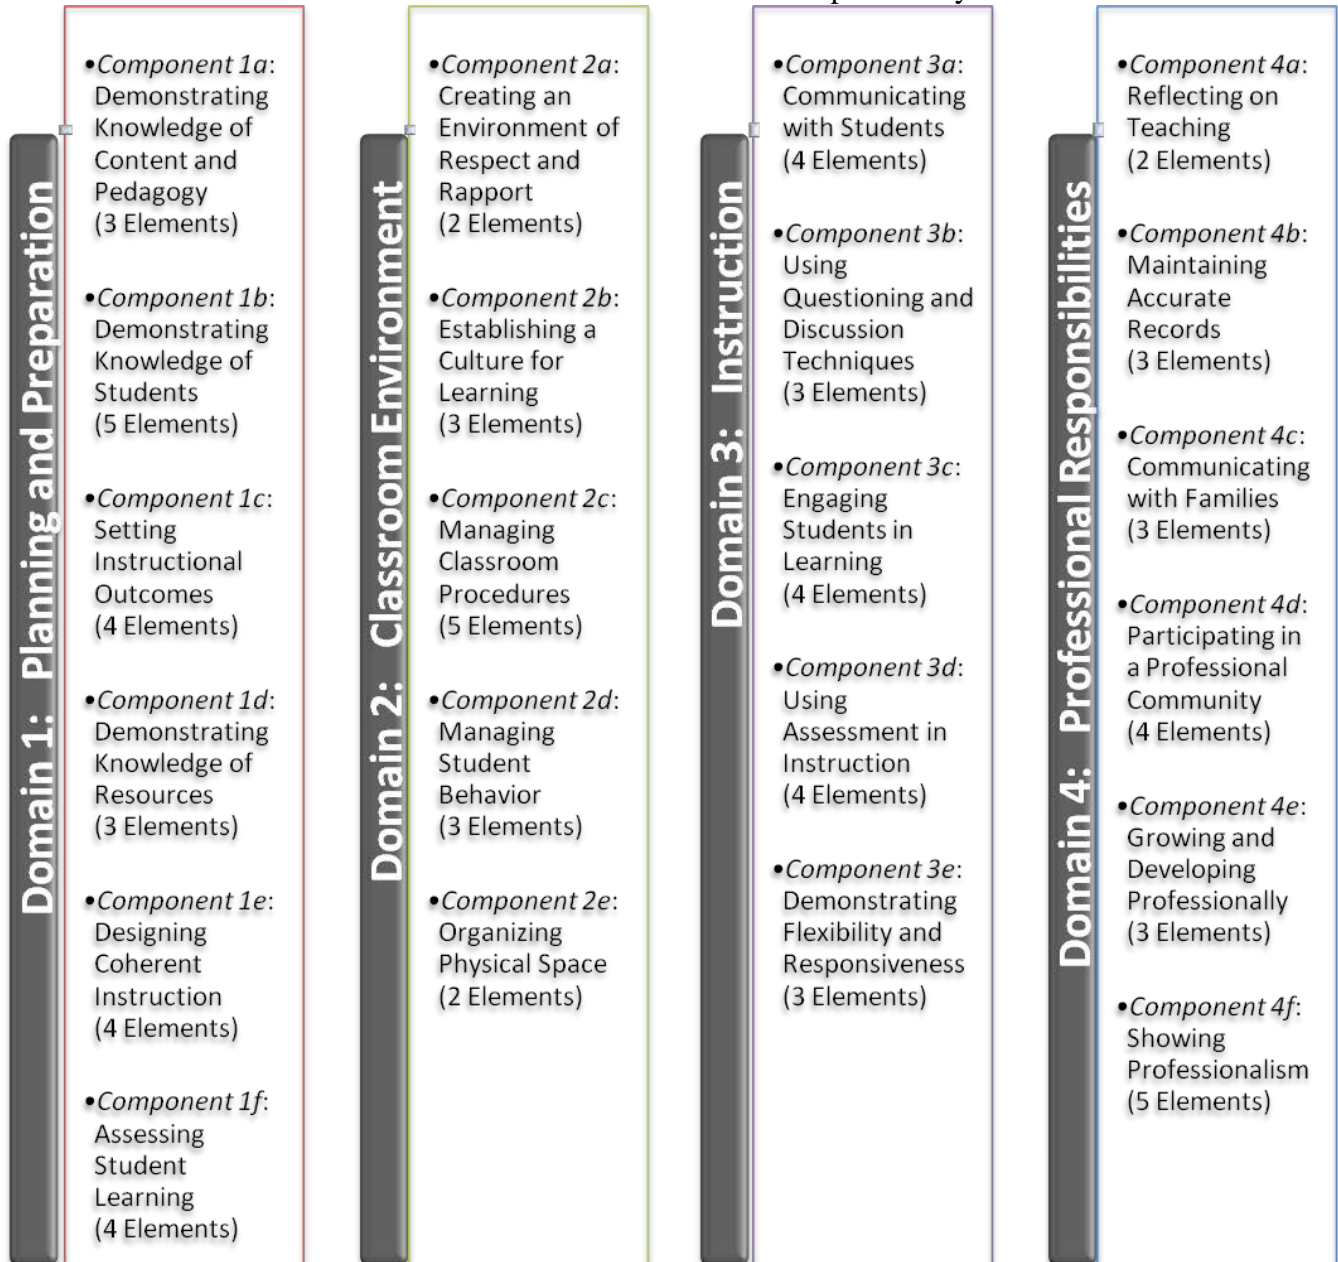 Domain 1: Planning and Preparation
•Component 1a:
Demonstrating
Knowledge of
Content and
Pedagogy
(3 Elements)
•Component 1b:
Demonstrating
Knowledge of
Students
(5 Elements)
•Component 1c:
Setting
Instructional
Outcomes
(4 Elements)
•Component 1d:
Demonstrating
Knowledge of
Resources
(3 Elements)
•Component 1e:
Designing
Coherent
Instruction
(4 Elements)
•Component 1f:
Assessing
Student
Learning
(4 Elements)
Domain 2: Classroom Environment
•Component 2a:
Creating an
Environment of
Respect and
Rapport
(2 Elements)
•Component 2b:
Establishing a
Culture for
Learning
(3 Elements)
•Component 2c:
Managing
Classroom
Procedures
(5 Elements)
•Component 2d:
Managing
Student
Behavior
(3 Elements)
•Component 2e:
Organizing
Physical Space
(2 Elements)
Domain 3: Instruction
•Component 3a:
Communicating
with Students
(4 Elements)
•Component 3b:
Using
Questioning and
Discussion
Techniques
(3 Elements)
•Component 3c:
Engaging
Students in
Learning
(4 Elements)
•Component 3d:
Using
Assessment in
Instruction
(4 Elements)
•Component 3e:
Demonstrating
Flexibility and
Responsiveness
(3 Elements)
Domain 4: Professional Responsibilities
•Component 4a:
Reflecting on
Teaching
(2 Elements)
•Component 4b:
Maintaining
Accurate
Records
(3 Elements)
•Component 4c:
Communicating
with Families
(3 Elements)
•Component 4d:
Participating in
a Professional
Community
(4 Elements)
•Component 4e:
Growing and
Developing
Professionally
(3 Elements)
•Component 4f:
Showing
Professionalism
(5 Elements)